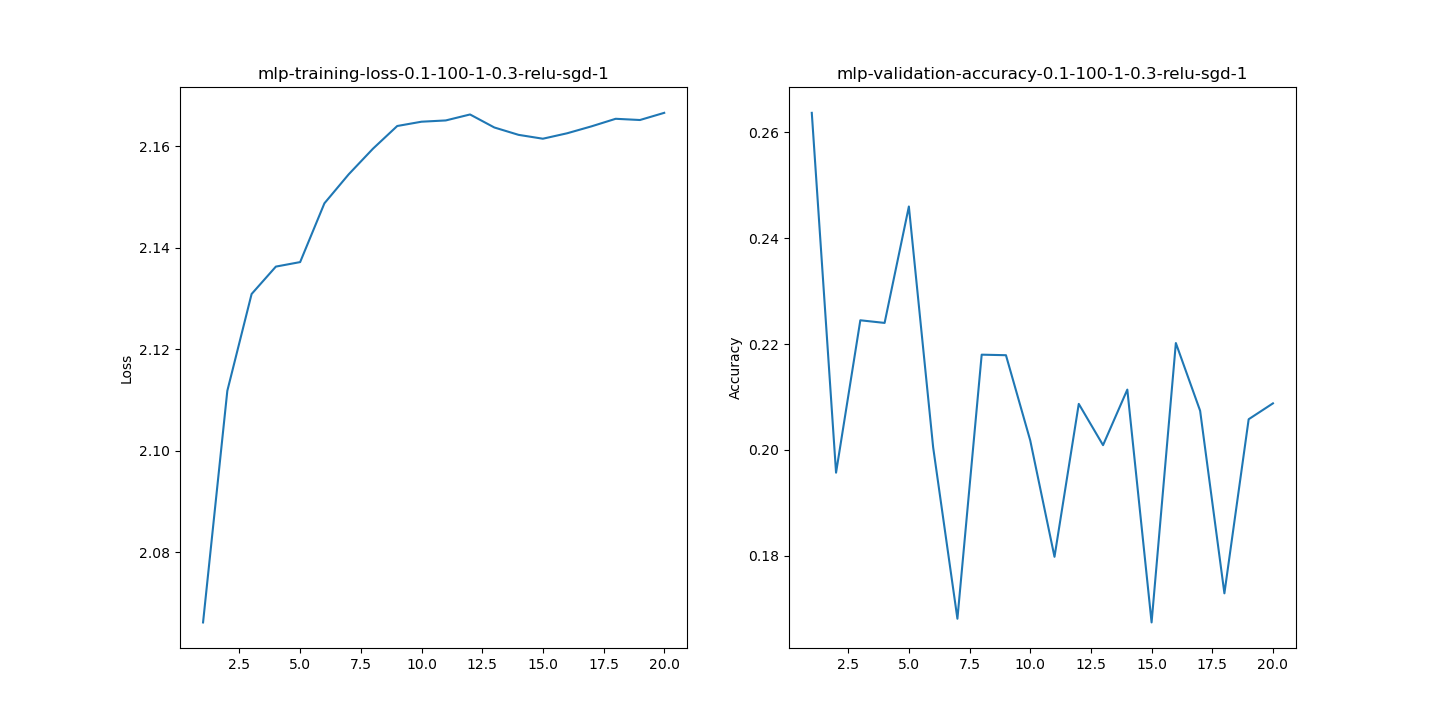 mlp-training-loss-0.1-100-1-0.3-relu-sgd-1
Loss
2.16
2.14
2.12
2.10
2.08
2.5 5.0 7.5 10.0 12.5 15.0 17.5 20.0
mlp-validation-accuracy-0.1-100-1-0.3-relu-sgd-1
Accuracy
0.26
0.24
0.22
0.20
0.18
2.5 5.0 7.5 10.0 12.5 15.0 17.5 20.0